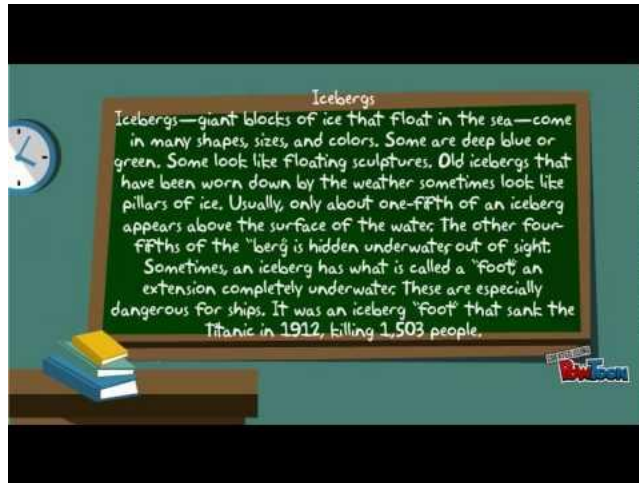 Icebergs
Icebergs—giant blocks of ice that float in the sea—come
in many shapes, sizes, and colors. Some are deep blue or
green. Some look like floating sculptures. Old icebergs that
have been worn down by the weather sometimes look like
pillars of ice. Usually, only about one-fifth of an iceberg
appears above the surface of the water. The other four-
fifths of the "berg" is hidden underwater, out of sight.
Sometimes, an iceberg has what is called a "foot," an
extension completely underwater. These are especially
dangerous for ships. It was an iceberg "foot" that sank the
Titanic in 1912, killing 1,503 people.
PowToon